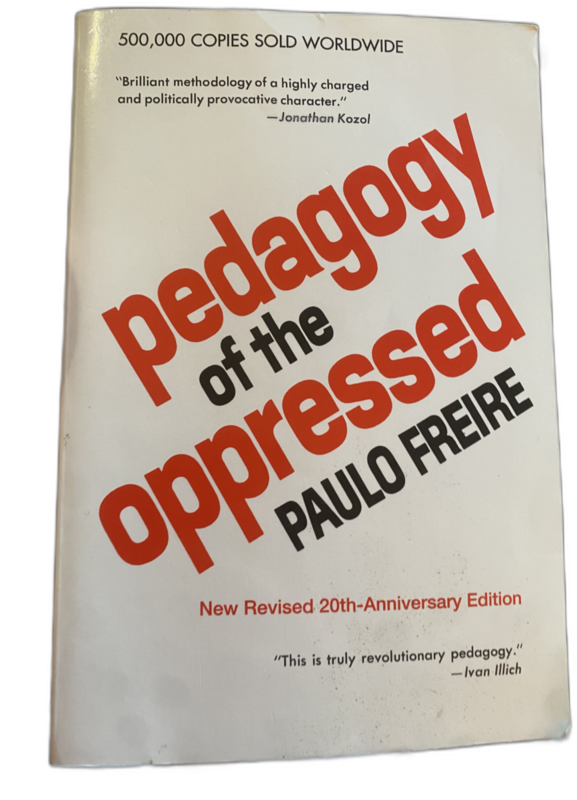 500,000 COPIES SOLD WORLDWIDE
“Brilliant methodology of a highly charged
and politically provocative character.”
—Jonathan Kozol
pedagogy
of the
oppressed
PAULO FREIRE
New Revised 20th-Anniversary Edition
“This is truly revolutionary pedagogy.”
—Ivan Illich